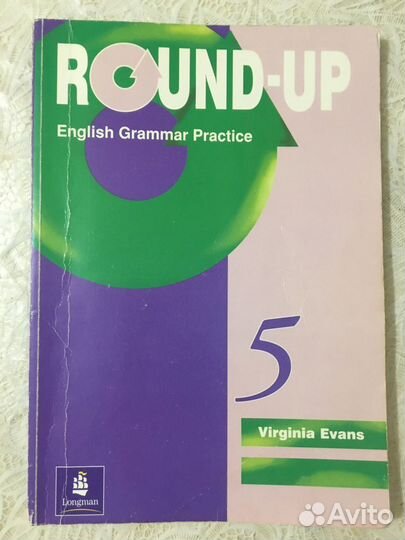 ROUND-UP
English Grammar Practice
5
Virginia Evans
Longman
Avito